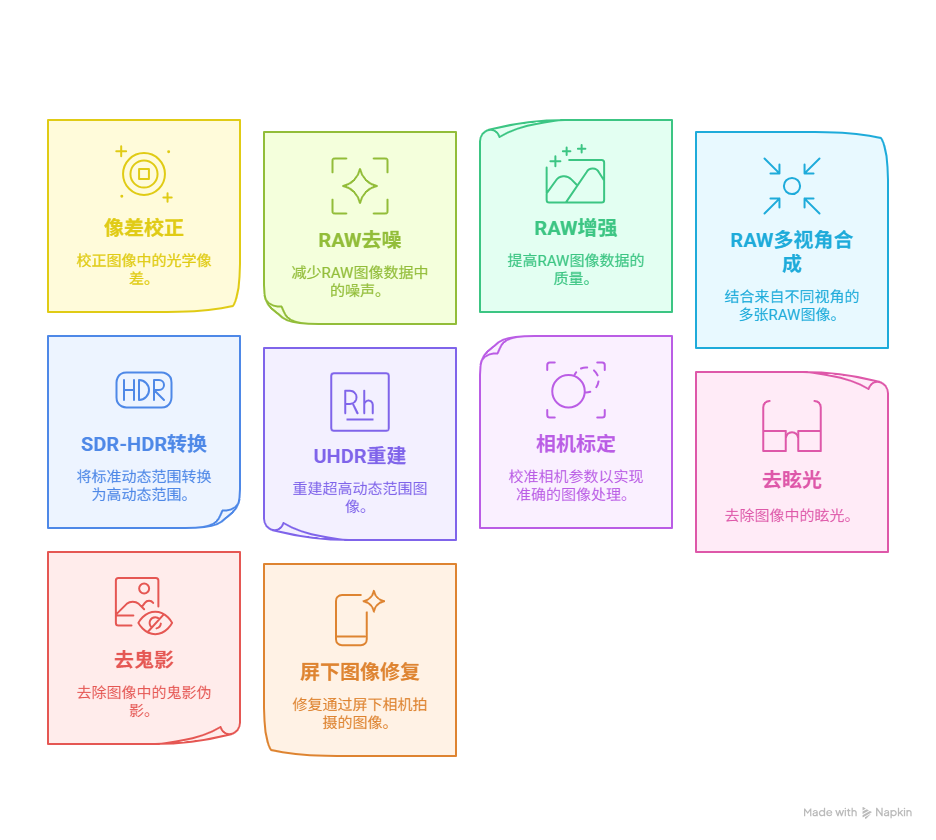 像差校正
校正图像中的光学像
差。
RAW去噪
减少RAW图像数据中
的噪声。
RAW增强
提高RAW图像数据的
质量。
RAW多视角合
成
结合来自不同视角的
多张RAW图像。
HDR
SDR-HDR转换
将标准动态范围转换
为高动态范围。
Rh
UHDR重建
重建超高动态范围图
像。
相机标定
校准相机参数以实现
准确的图像处理。
去眩光
去除图像中的眩光。
去鬼影
去除图像中的鬼影伪
影。
屏下图像修复
修复通过屏下相机拍
摄的图像。
Made with Napkin